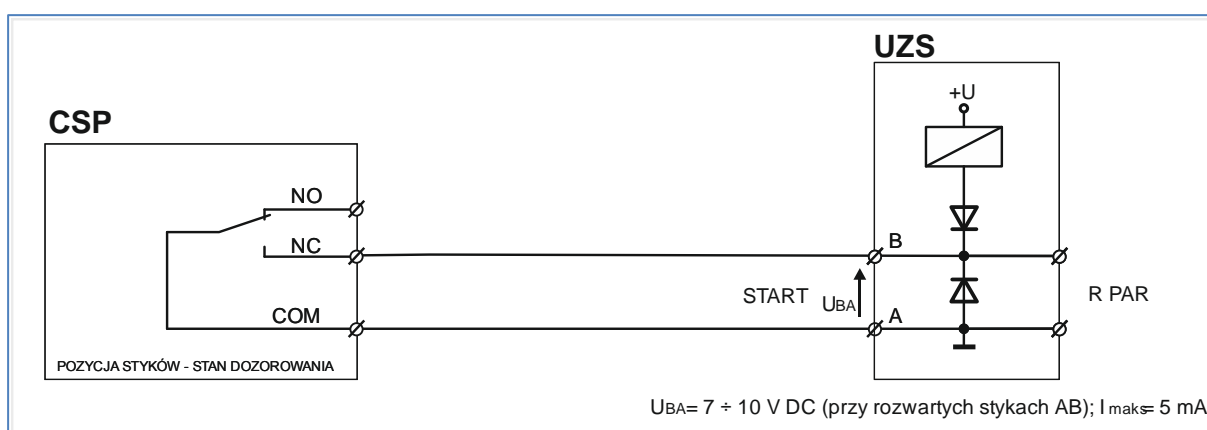 UZS
+U
CSP
NO
NC
B
START UBA
R PAR
COM
A
POZYCJA STYKÓW - STAN DOZOROWANIA
UBA= 7 ÷ 10 V DC (przy rozwartych stykach AB); I maks= 5 mA